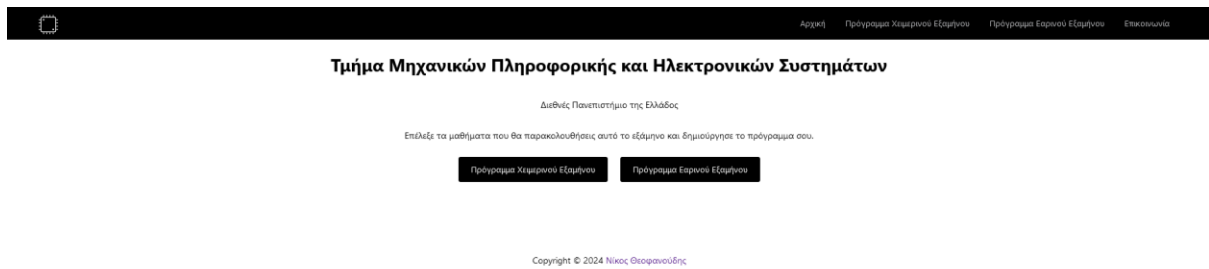 Αρχική Πρόγραμμα Χειμερινού Εξαμήνου Πρόγραμμα Εαρινού Εξαμήνου Επικοινωνία
Τμήμα Μηχανικών Πληροφορικής και Ηλεκτρονικών Συστημάτων
Διεθνές Πανεπιστήμιο της Ελλάδος
Επέλεξε τα μαθήματα που θα παρακολουθήσεις αυτό το εξάμηνο και δημιούργησε το πρόγραμμα σου.
Πρόγραμμα Χειμερινού Εξαμήνου Πρόγραμμα Εαρινού Εξαμήνου
Copyright © 2024 Νίκος Θεοφανούδης